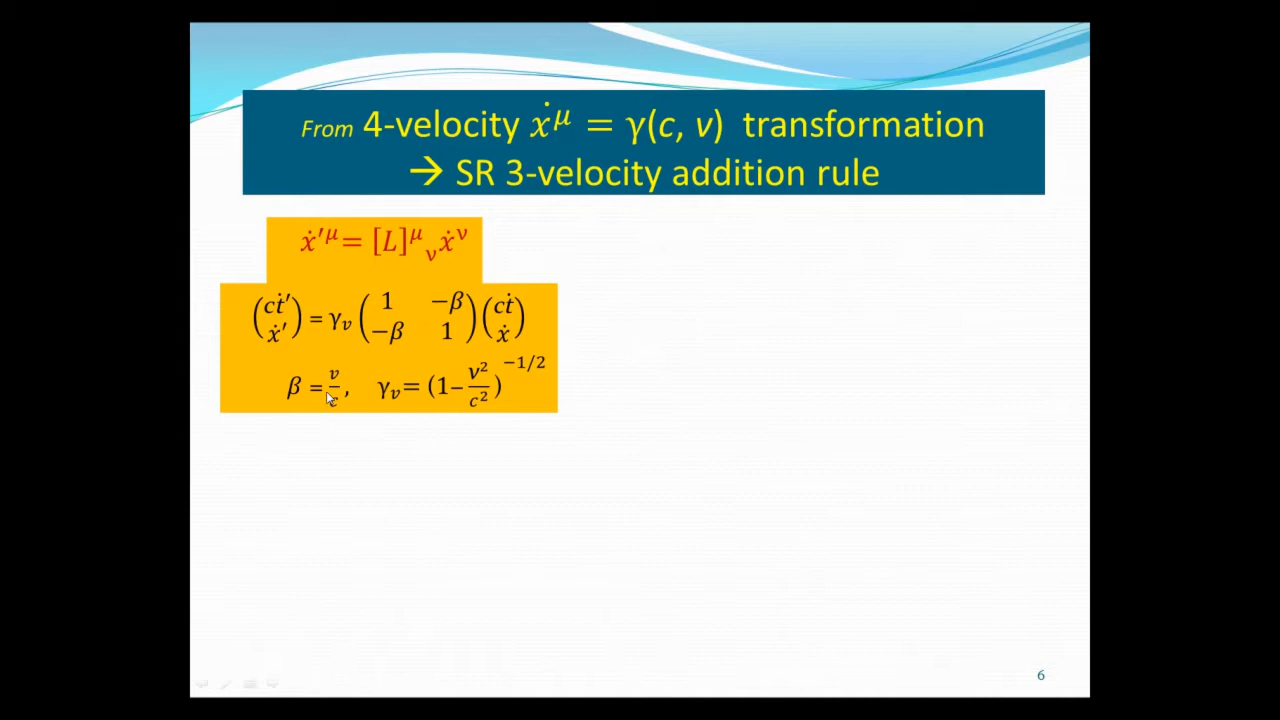 From 4-velocity ẋ^μ = γ(c, v) transformation
→ SR 3-velocity addition rule
ẋ′^μ = [L]^μ_ν ẋ^ν
(cṫ′ ẋ′) = γ_v (1 −β −β 1) (cṫ ẋ)
β = v/c, γ_v = (1− v²/c²)^−1/2
6